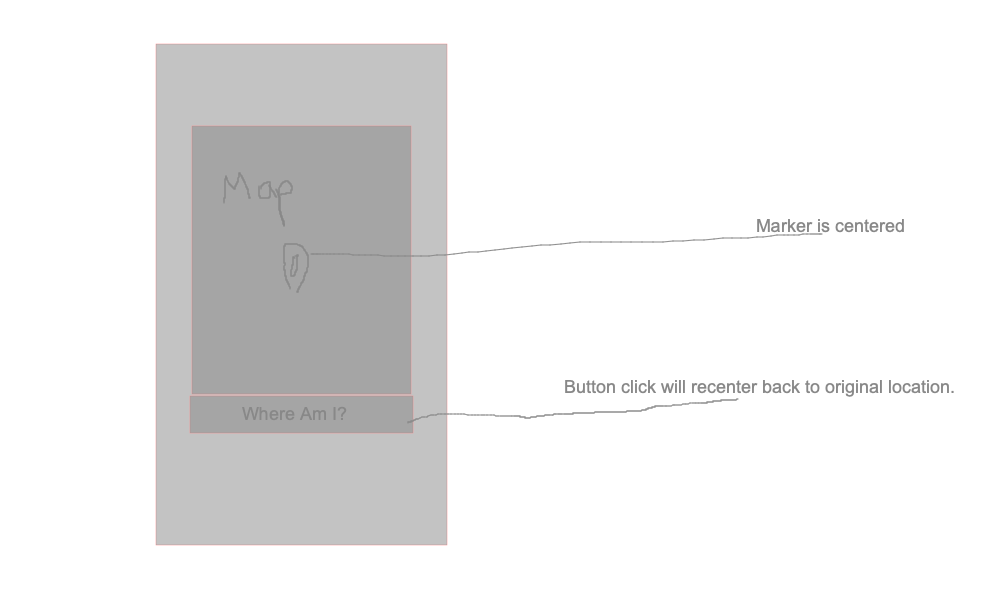 Map
Marker is centered
Button click will recenter back to original location.
Where Am I?